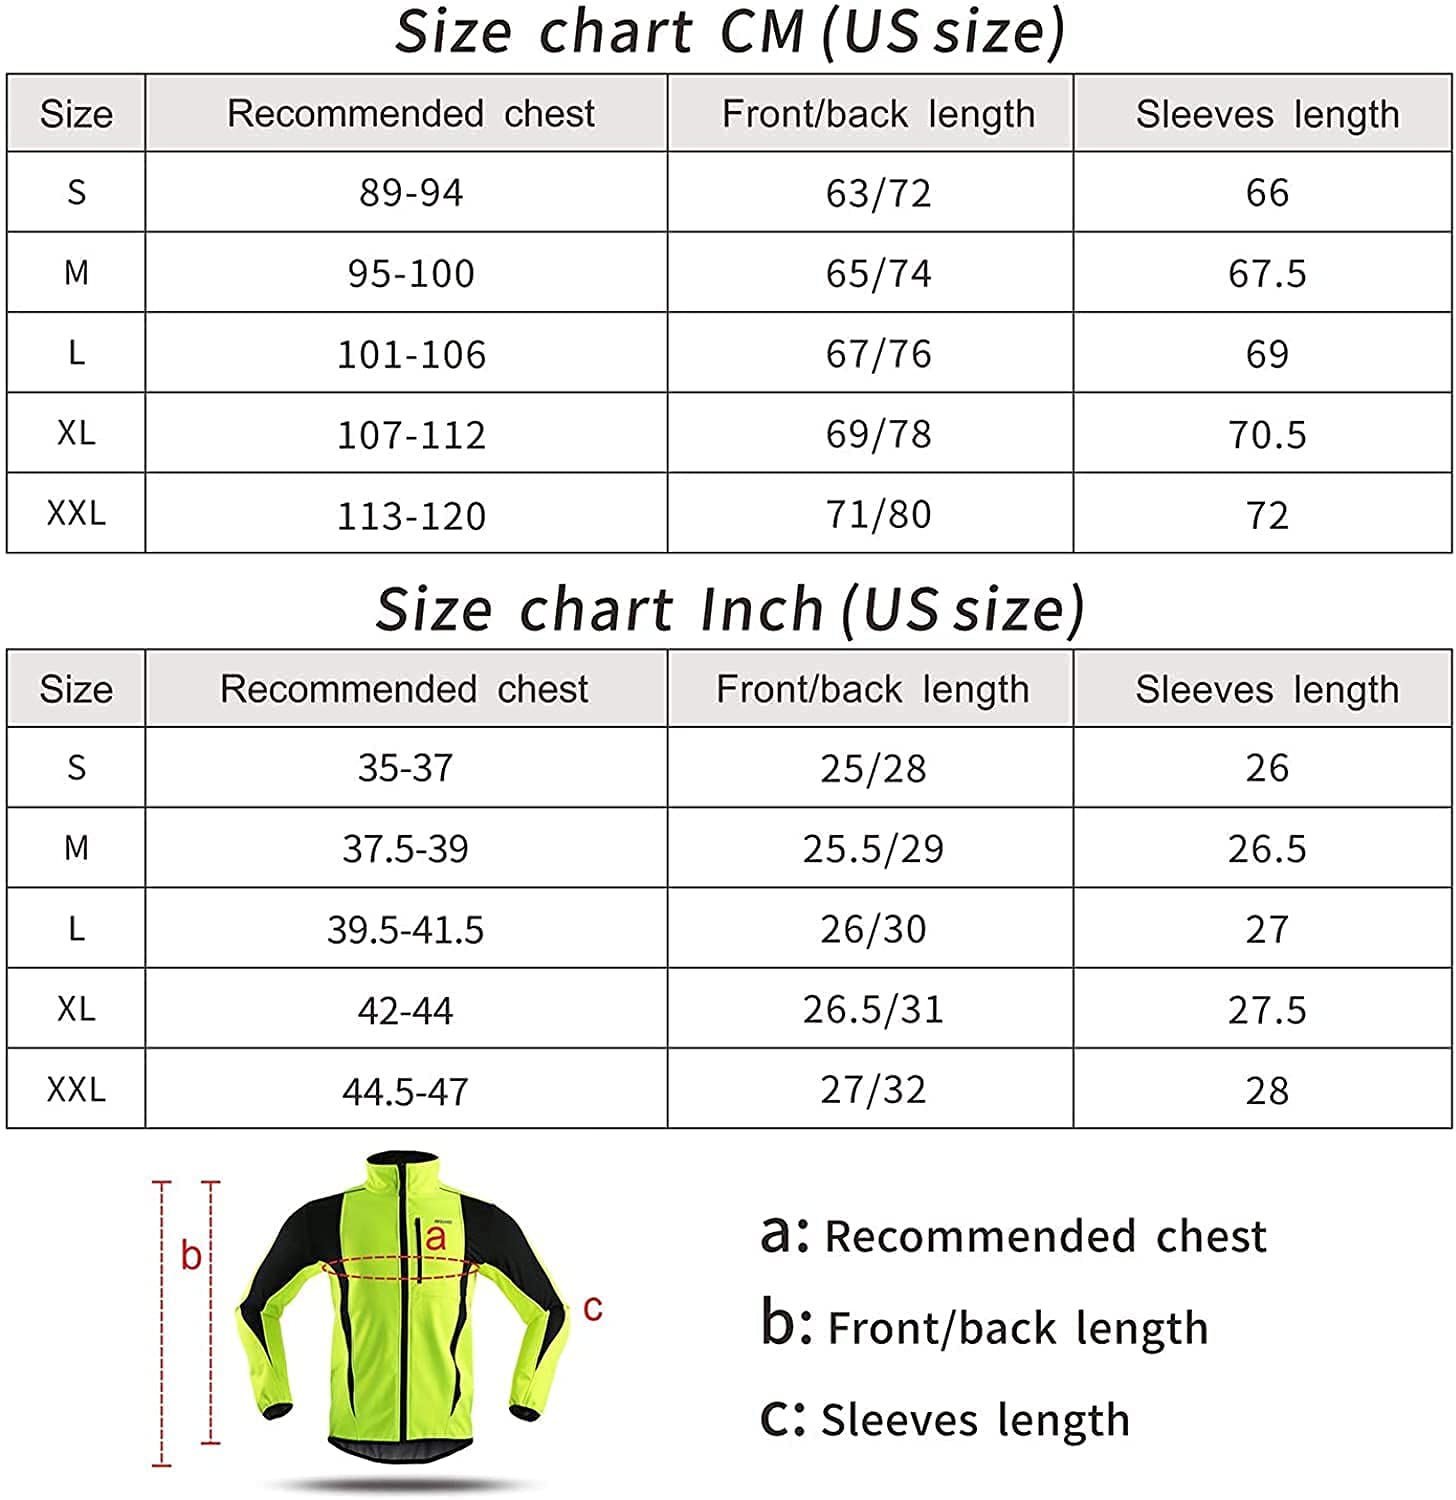 Size chart CM (US size)
Size Recommended chest Front/back length Sleeves length
S 89-94 63/72 66
M 95-100 65/74 67.5
L 101-106 67/76 69
XL 107-112 69/78 70.5
XXL 113-120 71/80 72
Size chart Inch (US size)
Size Recommended chest Front/back length Sleeves length
S 35-37 25/28 26
M 37.5-39 25.5/29 26.5
L 39.5-41.5 26/30 27
XL 42-44 26.5/31 27.5
XXL 44.5-47 27/32 28
a
b
c
a: Recommended chest
b: Front/back length
c: Sleeves length